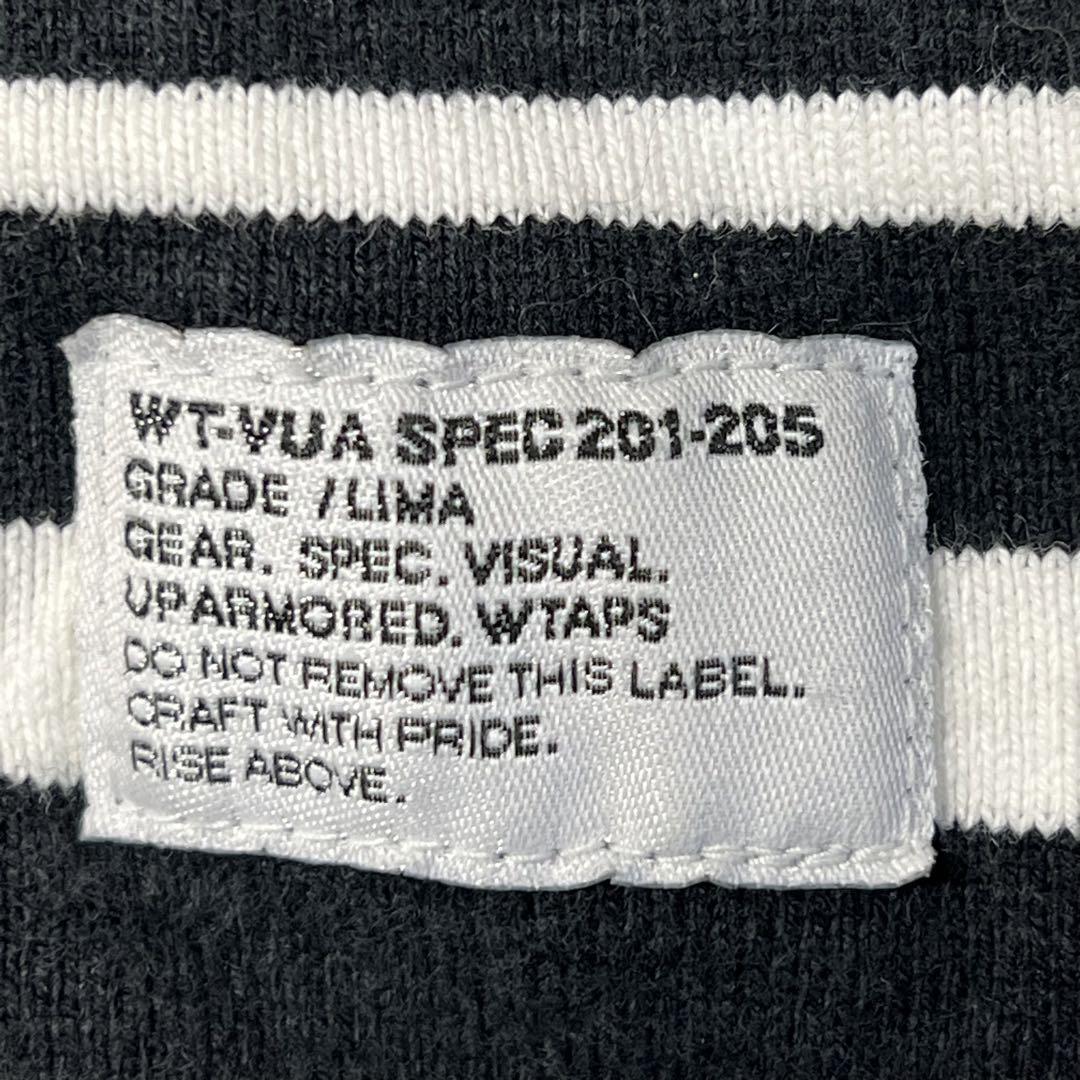 WT-VUA SPEC 201-205
GRADE /LIMA
GEAR. SPEC. VISUAL.
UPARMORED. WTAPS
DO NOT REMOVE THIS LABEL.
CRAFT WITH PRIDE.
RISE ABOVE.